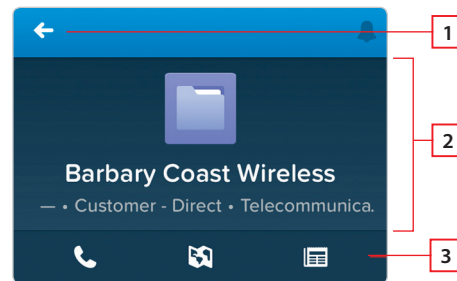 1
2
Barbary Coast Wireless
— • Customer - Direct • Telecommunica.
3